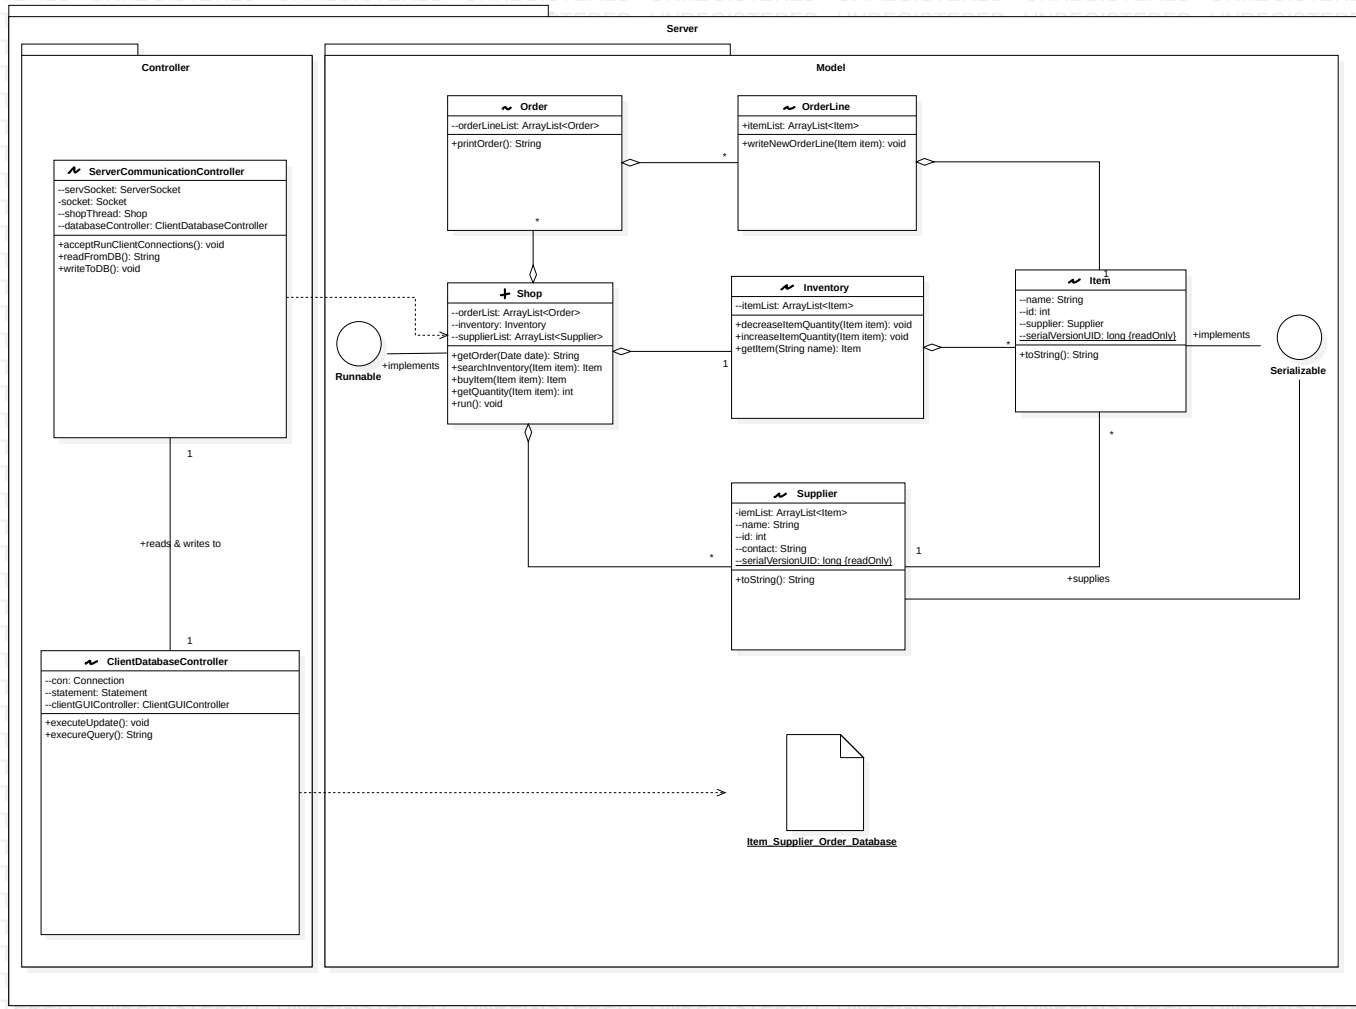 Server
Controller
ServerCommunicationController
--servSocket: ServerSocket
-socket: Socket
--shopThread: Shop
--databaseController: ClientDatabaseController
+acceptRunClientConnections(): void
+readFromDB(): String
+writeToDB(): void
1
+reads & writes to
1
ClientDatabaseController
--con: Connection
--statement: Statement
--clientGUIController: ClientGUIController
+executeUpdate(): void
+execureQuery(): String
Model
Order
--orderLineList: ArrayList<Order>
+printOrder(): String
*
*
OrderLine
+itemList: ArrayList<Item>
+writeNewOrderLine(Item item): void
1
Runnable
+implements
Shop
--orderList: ArrayList<Order>
--inventory: Inventory
--supplierList: ArrayList<Supplier>
+getOrder(Date date): String
+searchInventory(Item item): Item
+buyItem(Item item): Item
+getQuantity(Item item): int
+run(): void
1
Inventory
--itemList: ArrayList<Item>
+decreaseItemQuantity(Item item): void
+increaseItemQuantity(Item item): void
+getItem(String name): Item
*
Item
--name: String
--id: int
--supplier: Supplier
--serialVersionUID: long {readOnly}
+toString(): String
+implements
Serializable
*
Supplier
-iemList: ArrayList<Item>
--name: String
--id: int
--contact: String
--serialVersionUID: long {readOnly}
+toString(): String
*
1
+supplies
Item_Supplier_Order_Database